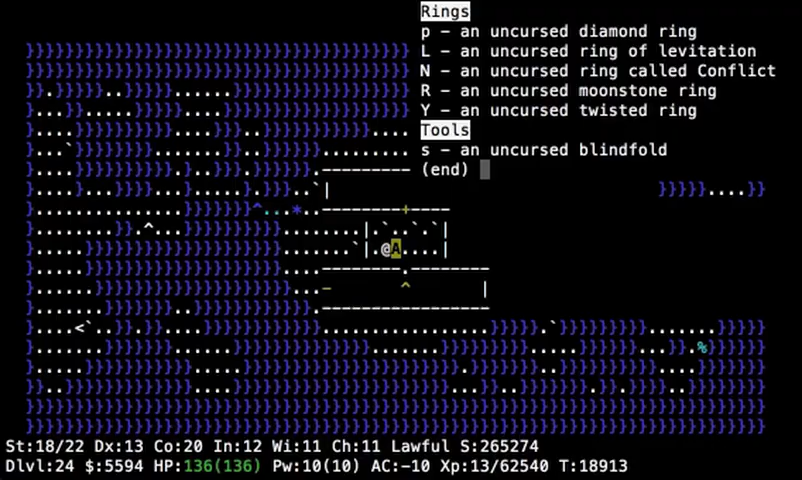 Rings
p - an uncursed diamond ring
L - an uncursed ring of levitation
N - an uncursed ring called Conflict
R - an uncursed moonstone ring
Y - an uncursed twisted ring
Tools
s - an uncursed blindfold
(end)
St:18/22 Dx:13 Co:20 In:12 Wi:11 Ch:11 Lawful S:265274
Dlvl:24 $:5594 HP:136(136) Pw:10(10) AC:-10 Xp:13/62540 T:18913